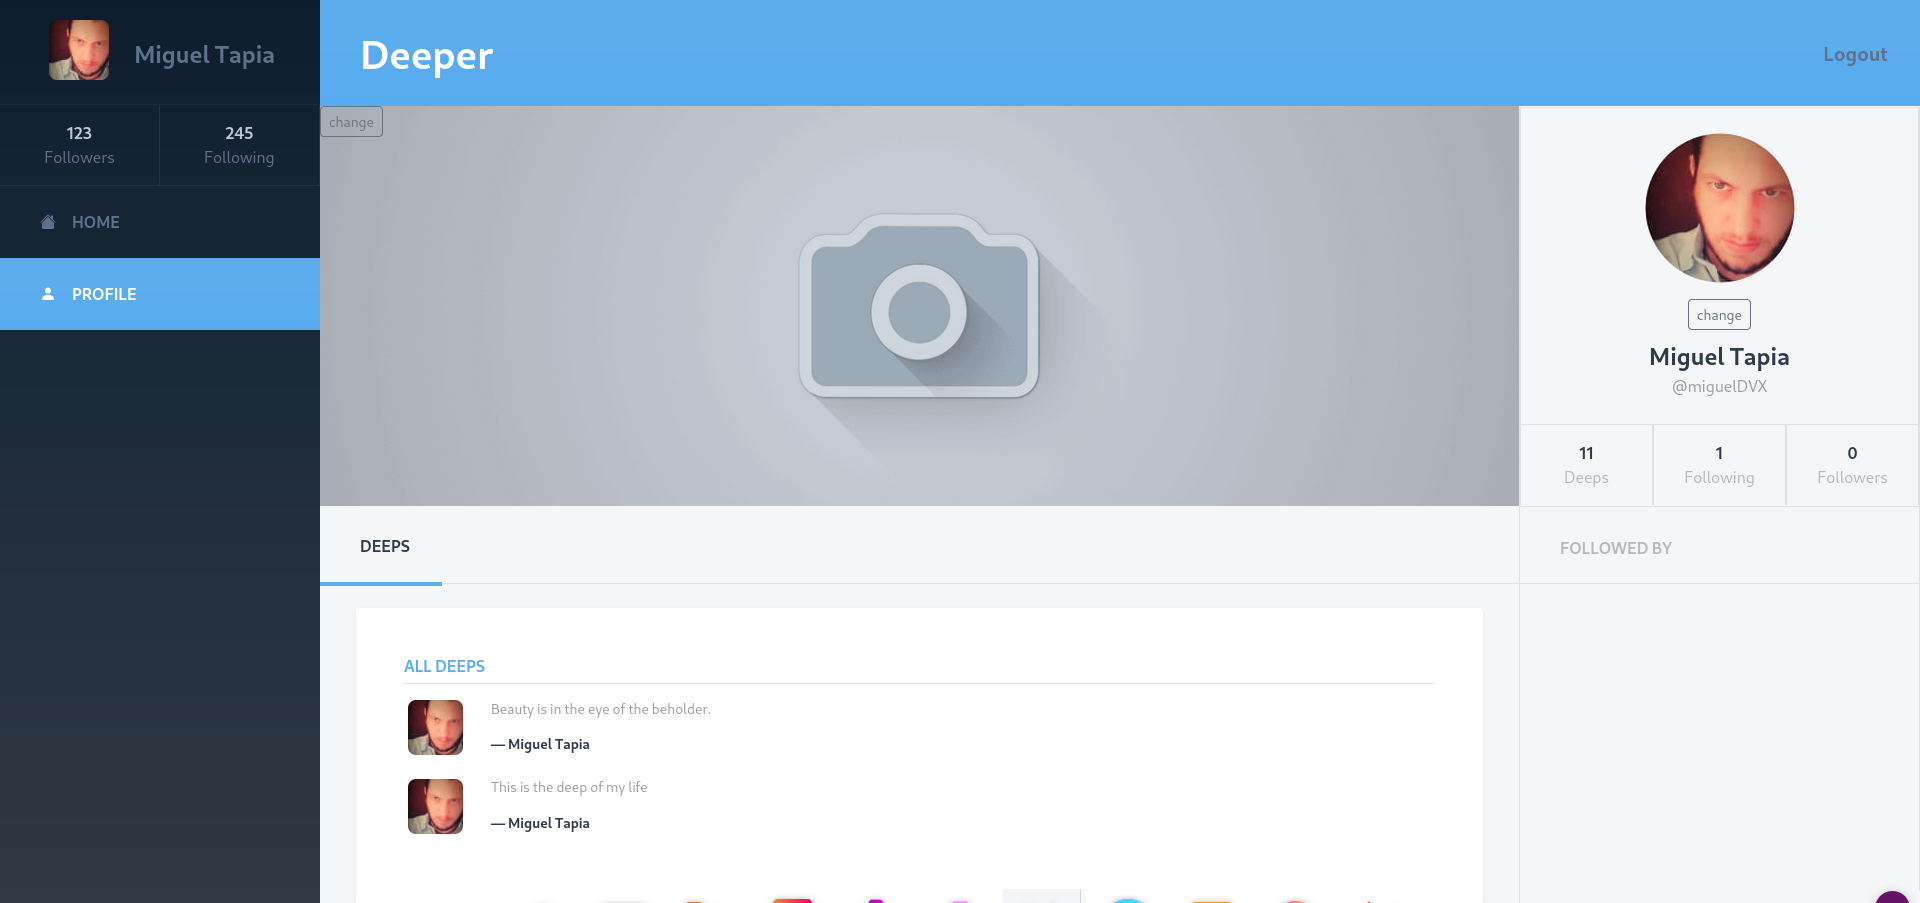 Miguel Tapia
123
Followers
245
Following
HOME
PROFILE
Deeper
Logout
change
change
Miguel Tapia
@miguelDVX
11
Deeps
1
Following
0
Followers
DEEPS
FOLLOWED BY
ALL DEEPS
Beauty is in the eye of the beholder.
— Miguel Tapia
This is the deep of my life
— Miguel Tapia